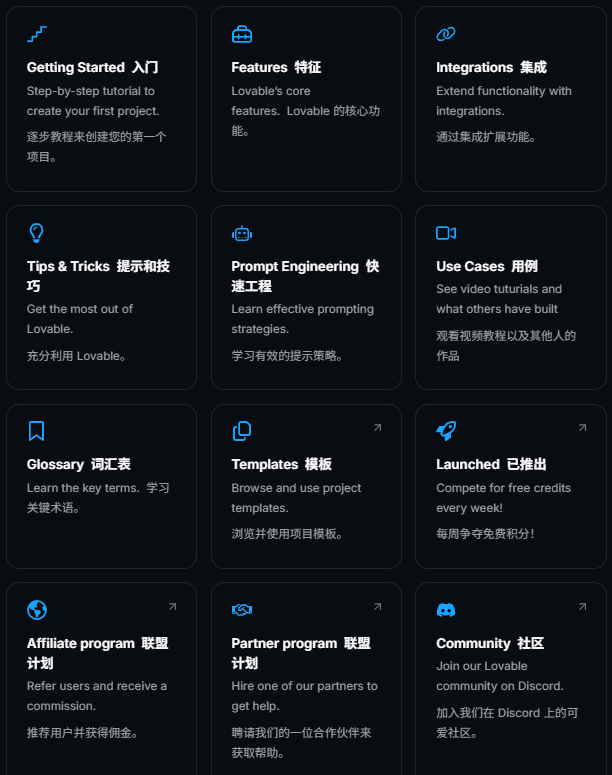 Getting Started 入门
Step-by-step tutorial to
create your first project.
逐步教程来创建您的第一个
项目。
Features 特征
Lovable's core
features. Lovable 的核心功
能。
Integrations 集成
Extend functionality with
integrations.
通过集成扩展功能。
Tips & Tricks 提示和技
巧
Get the most out of
Lovable.
充分利用 Lovable。
Prompt Engineering 快
速工程
Learn effective prompting
strategies.
学习有效的提示策略。
Use Cases 用例
See video tuturials and
what others have built
观看视频教程以及其他人的
作品
Glossary 词汇表
Learn the key terms. 学习
关键术语。
Templates 模板
Browse and use project
templates.
浏览并使用项目模板。
Launched 已推出
Compete for free credits
every week!
每周争夺免费积分！
Affiliate program 联盟
计划
Refer users and receive a
commission.
推荐用户并获得佣金。
Partner program 联盟
计划
Hire one of our partners to
get help.
聘请我们的一位合作伙伴来
获取帮助。
Community 社区
Join our Lovable
community on Discord.
加入我们在 Discord 上的可
爱社区。